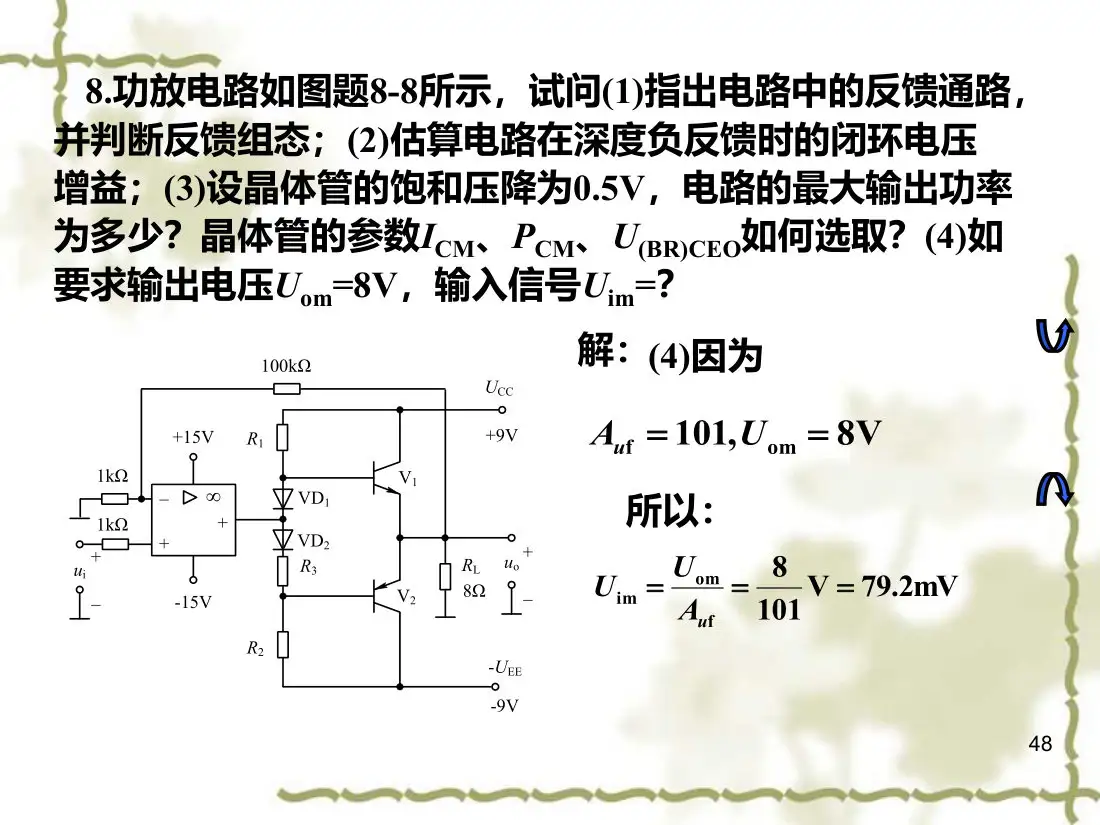 8.功放电路如图题8-8所示，试问(1)指出电路中的反馈通路，
并判断反馈组态；(2)估算电路在深度负反馈时的闭环电压
增益；(3)设晶体管的饱和压降为0.5V，电路的最大输出功率
为多少？晶体管的参数ICM、PCM、U(BR)CEO如何选取？(4)如
要求输出电压Uom=8V，输入信号Uim=？
解：(4)因为
Auf = 101, Uom = 8V
所以：
Uim = Uom/Auf = 8/101 V = 79.2mV
100kΩ
UCC
+9V
+15V
R1
1kΩ
V1
VD1
− ▷ ∞
+
1kΩ
+
VD2
+
ui
−
R3
RL
8Ω
+
uo
−
-15V
V2
R2
-UEE
-9V
48